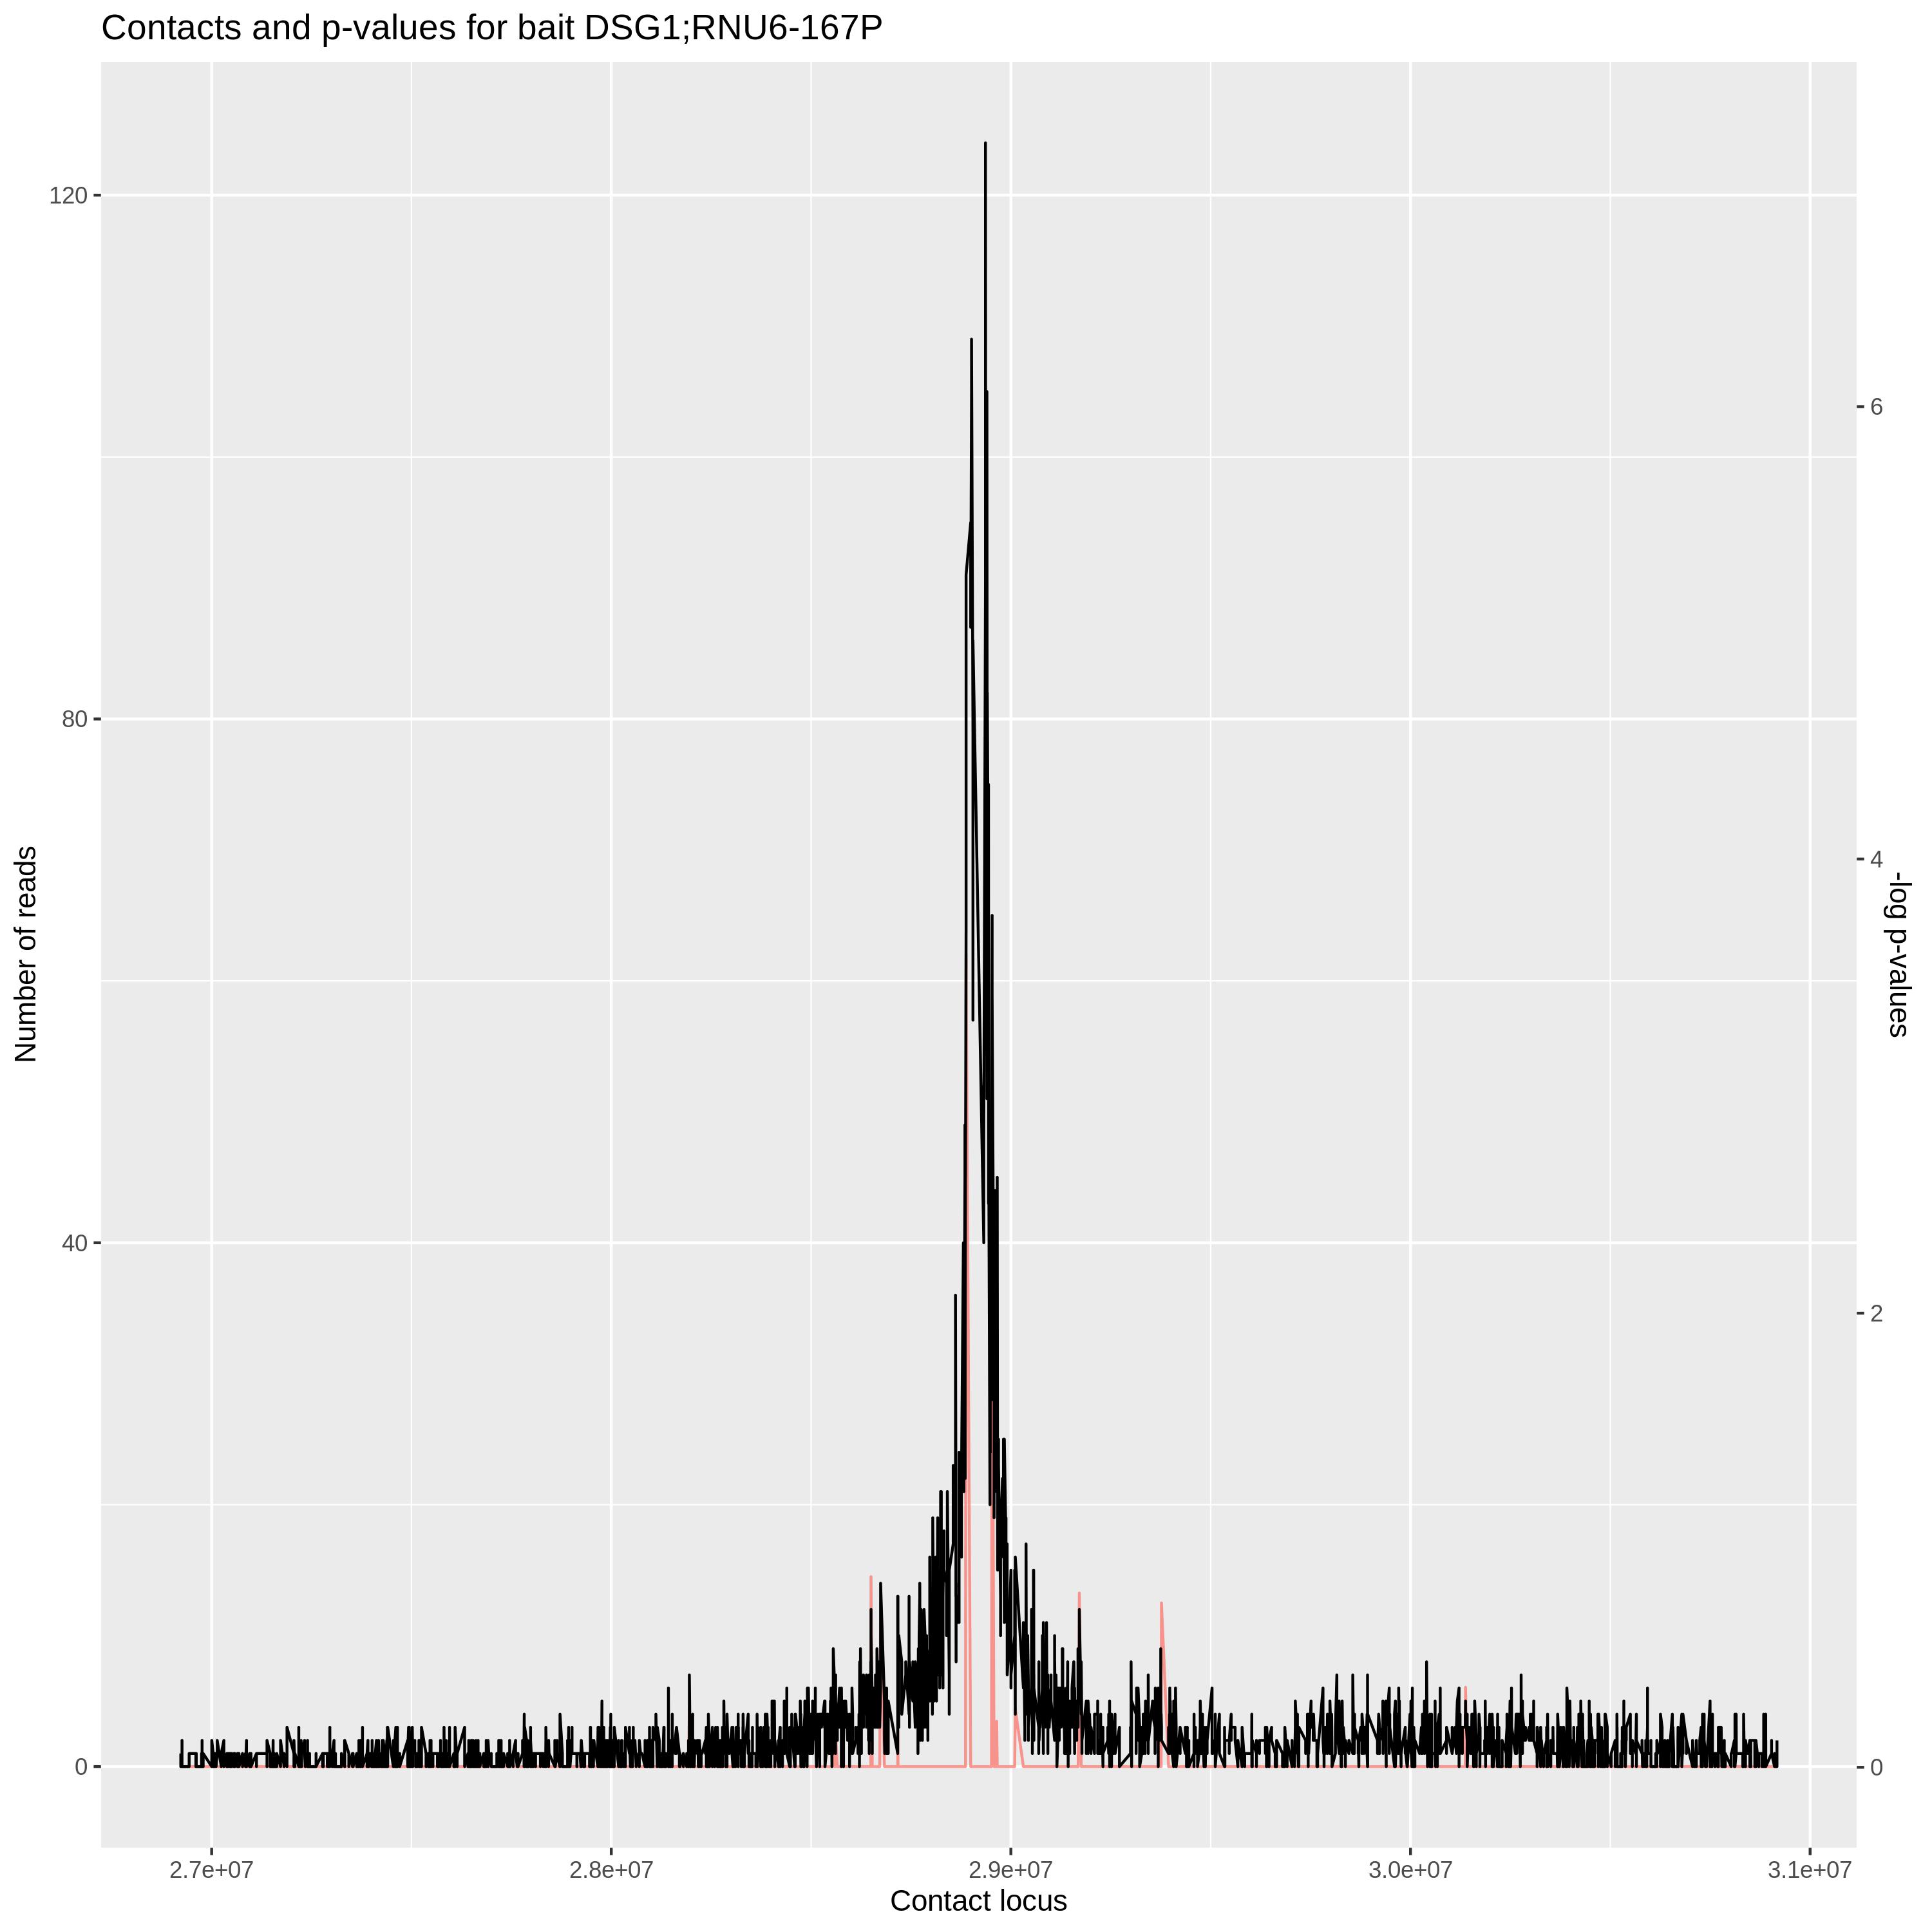 Contacts and p-values for bait DSG1;RNU6-167P
120
80
40
0
Number of reads
6
4
2
0
-log p-values
2.7e+07
2.8e+07
2.9e+07
3.0e+07
3.1e+07
Contact locus